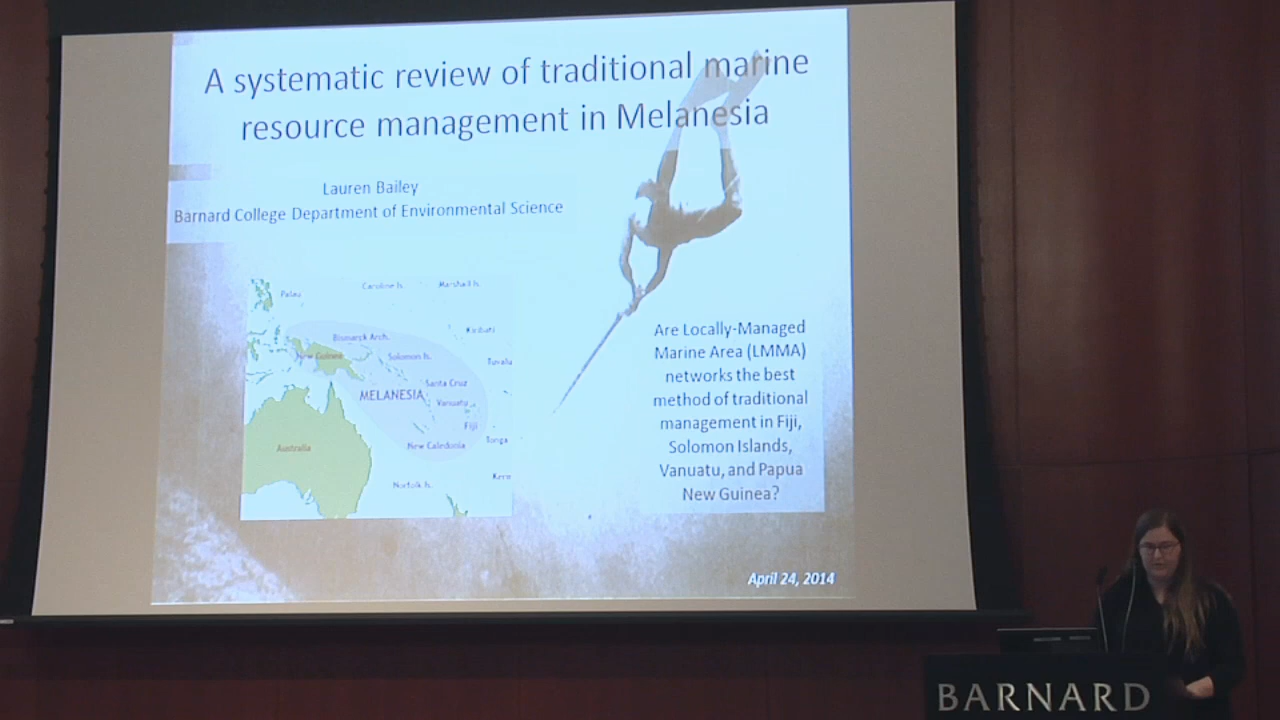 A systematic review of traditional marine
resource management in Melanesia
Lauren Bailey
Barnard College Department of Environmental Science
Palau
Caroline Is.
Marshall Is.
Kiribati
Bismarck Arch.
New Guinea
Solomon Is.
Tuvalu
Santa Cruz
MELANESIA
Vanuatu
Fiji
New Caledonia
Tonga
Australia
Norfolk Is.
Are Locally-Managed
Marine Area (LMMA)
networks the best
method of traditional
management in Fiji,
Solomon Islands,
Vanuatu, and Papua
New Guinea?
April 24, 2014
BARNARD